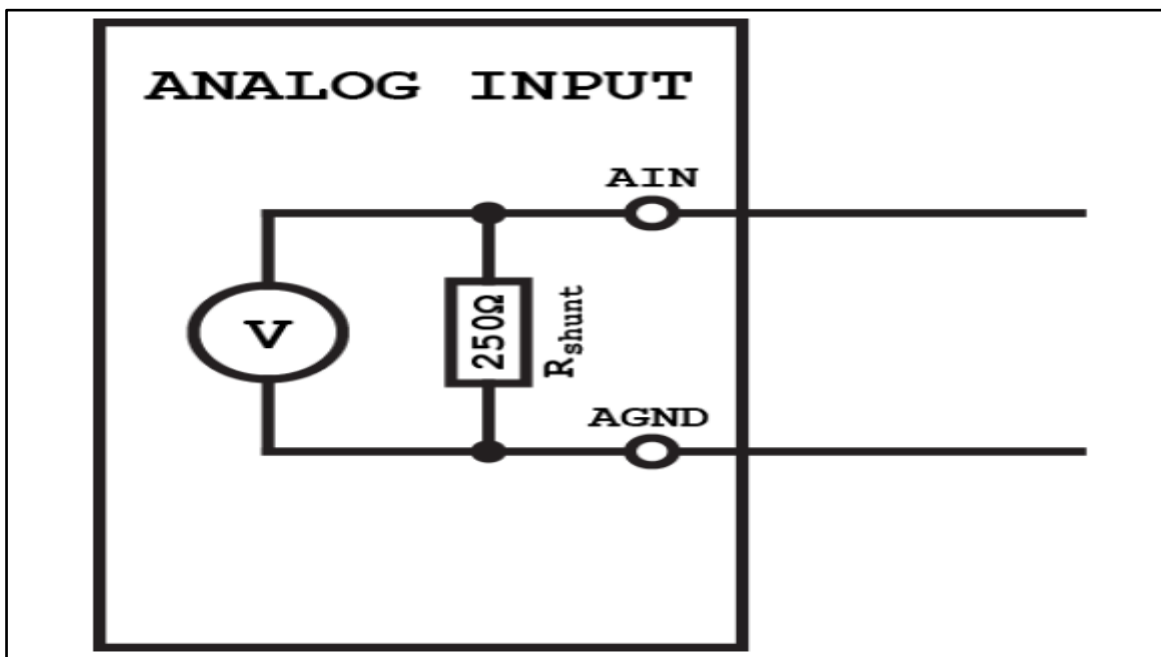 ANALOG INPUT
AIN
V
250Ω
Rshunt
AGND